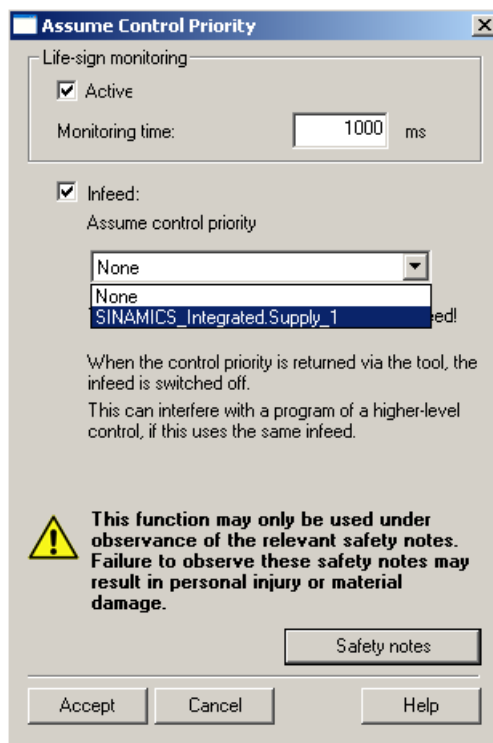 Assume Control Priority
Life-sign monitoring
Active
Monitoring time: 1000 ms
Infeed:
Assume control priority
None
None
SINAMICS_Integrated.Supply_1
When the control priority is returned via the tool, the
infeed is switched off.
This can interfere with a program of a higher-level
control, if this uses the same infeed.
This function may only be used under
observance of the relevant safety notes.
Failure to observe these safety notes may
result in personal injury or material
damage.
Safety notes
Accept Cancel Help